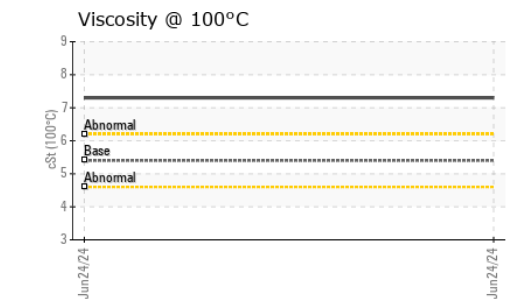 Viscosity @ 100°C
cSt (100°C)
9
8
7
6
5
4
3
Abnormal
Base
Abnormal
Jun24/24
Jun24/24